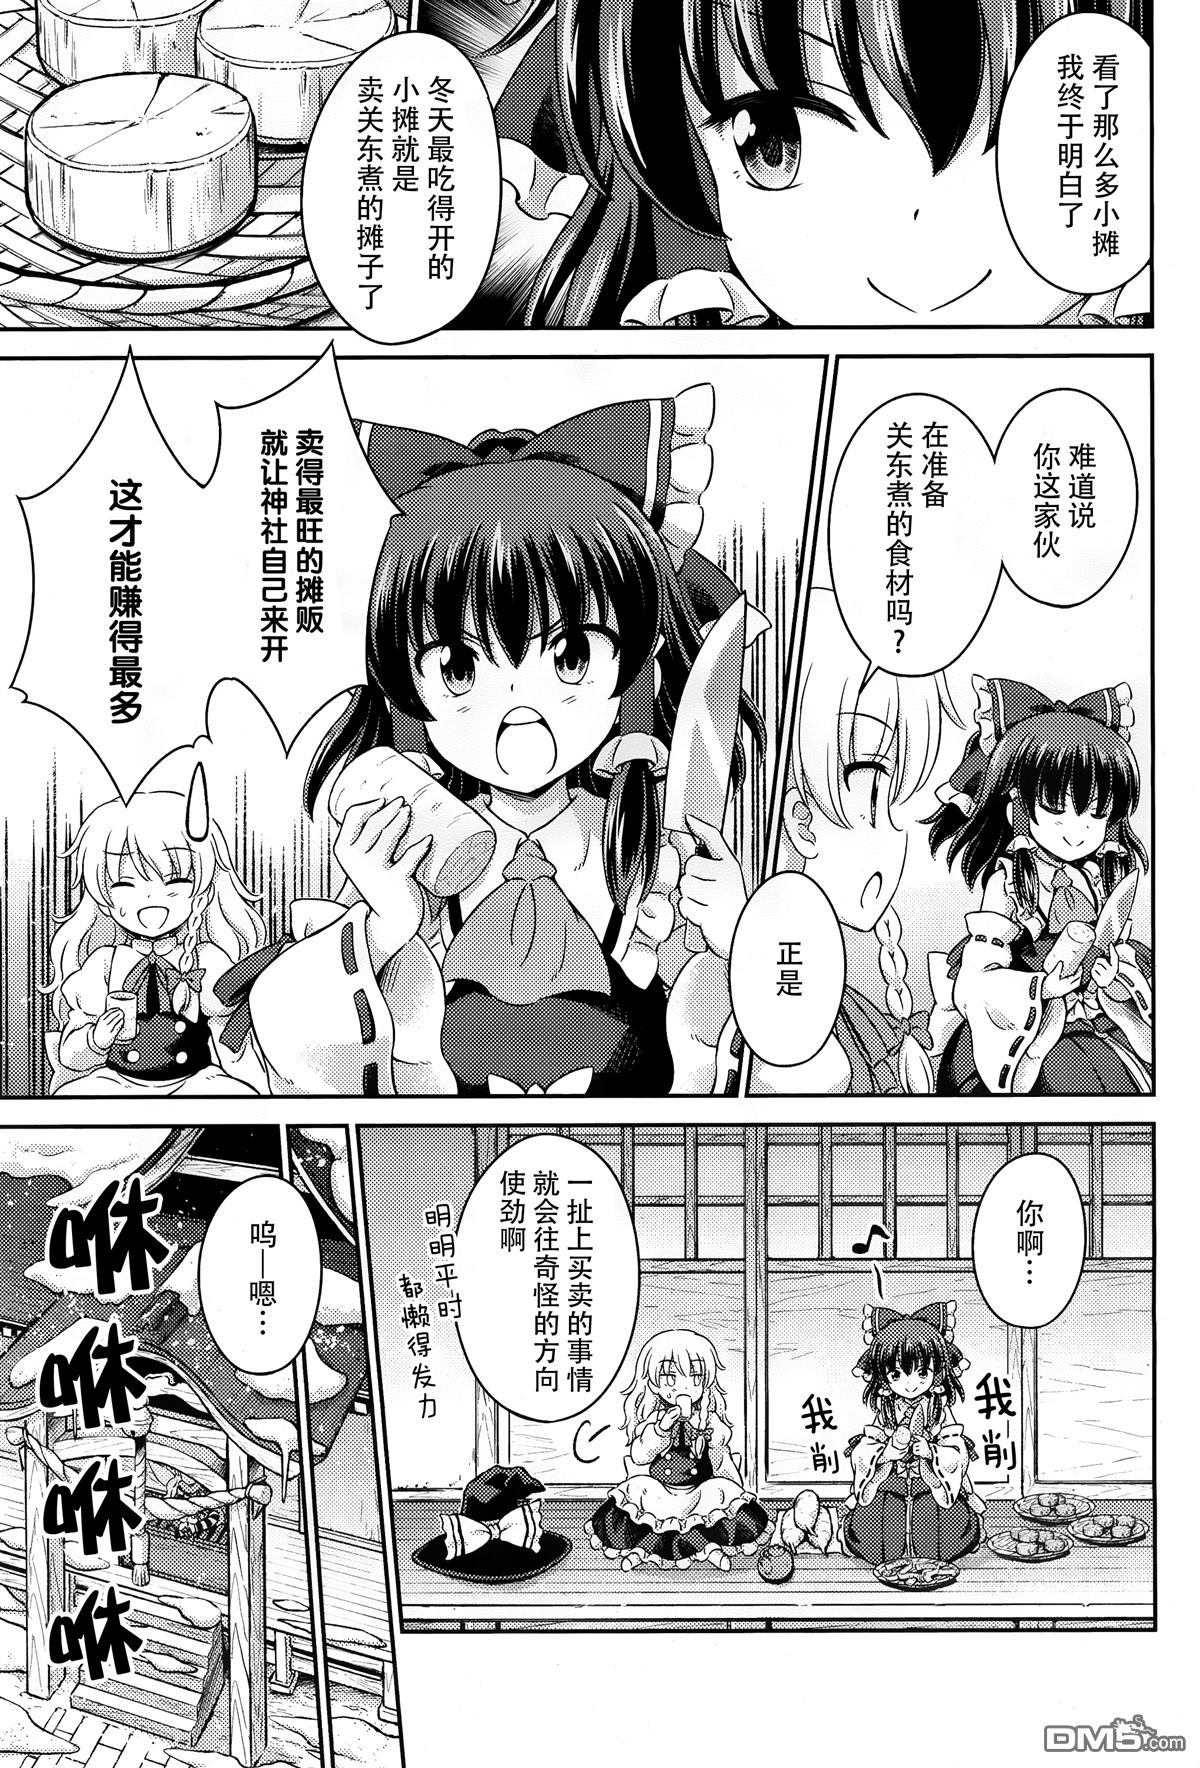 看了那么多小摊
我终于明白了
冬天最吃得开的
小摊就是
卖关东煮的摊子了
难道说
你这家伙
在准备
关东煮的食材吗?
正是
卖得最旺的摊贩
就让神社自己来开
这才能赚得最多
你啊…
我削
我削
一扯上买卖的事情
就会往奇怪的方向
使劲啊
明明平时
都懒得发力
呜—嗯…
咻
咻
咻
咻
DM5.com